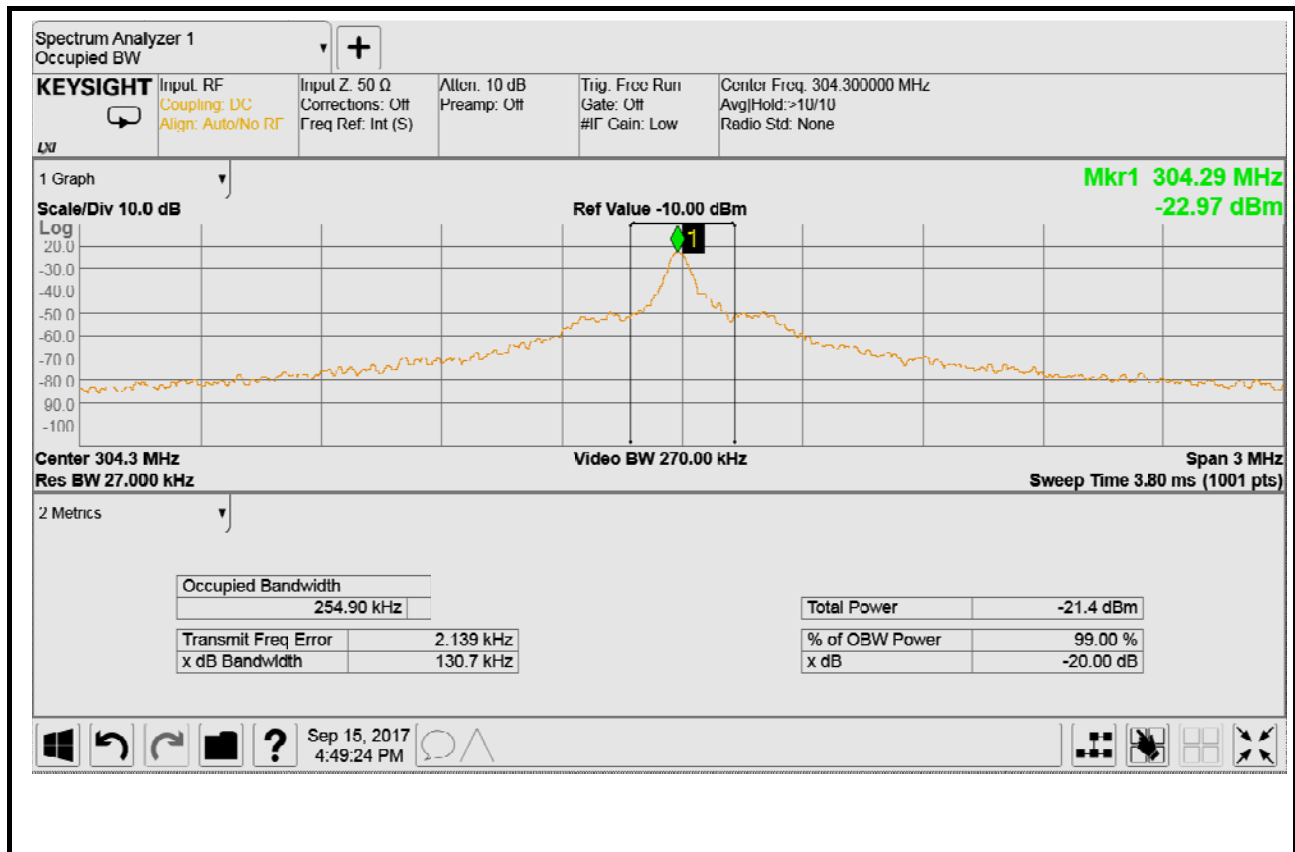 Spectrum Analyzer 1
Occupied BW
+
KEYSIGHT
LXI
Input: RF
Coupling: DC
Align: Auto/No RF
Input Z: 50 Ω
Corrections: Off
Freq Ref: Int (S)
Atten: 10 dB
Preamp: Off
Trig: Free Run
Gate: Off
#IF Gain: Low
Center Freq: 304.300000 MHz
Avg|Hold:>10/10
Radio Std: None
1 Graph
Mkr1 304.29 MHz
-22.97 dBm
Scale/Div 10.0 dB
Ref Value -10.00 dBm
Log
1
20.0
-30.0
-40.0
-50.0
-60.0
-70.0
-80.0
90.0
-100
Center 304.3 MHz
Video BW 270.00 kHz
Span 3 MHz
Res BW 27.000 kHz
Sweep Time 3.80 ms (1001 pts)
2 Metrics
Occupied Bandwidth
254.90 kHz
Total Power -21.4 dBm
Transmit Freq Error 2.139 kHz
% of OBW Power 99.00 %
x dB Bandwidth 130.7 kHz
x dB -20.00 dB
?
Sep 15, 2017
4:49:24 PM